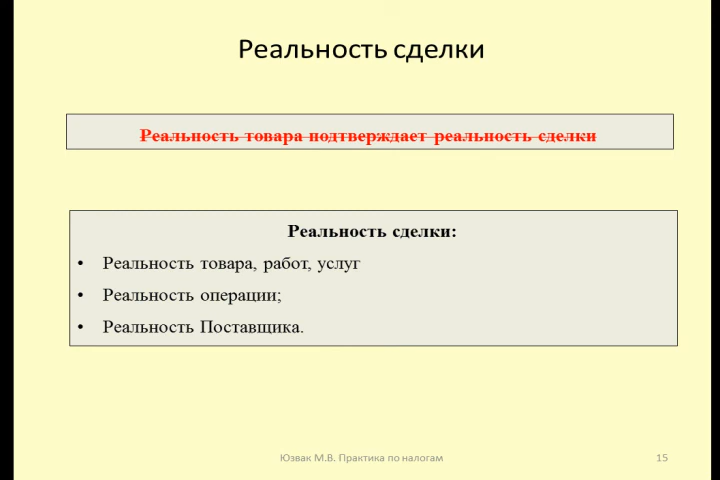 Реальность сделки
Реальность товара подтверждает реальность сделки
Реальность сделки:
• Реальность товара, работ, услуг
• Реальность операции;
• Реальность Поставщика.
Юзвак М.В. Практика по налогам
15